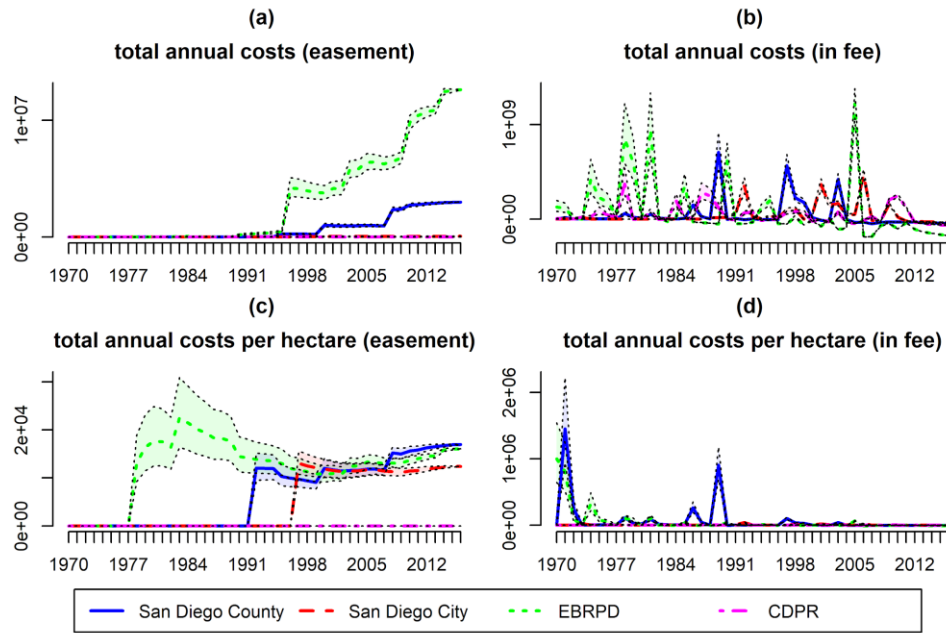 (a)
total annual costs (easement)
0e+00 1e+07
1970 1977 1984 1991 1998 2005 2012
(b)
total annual costs (in fee)
0e+00 1e+09
1970 1977 1984 1991 1998 2005 2012
(c)
total annual costs per hectare (easement)
0e+00 2e+04
1970 1977 1984 1991 1998 2005 2012
(d)
total annual costs per hectare (in fee)
0e+00 1e+06 2e+06
1970 1977 1984 1991 1998 2005 2012
San Diego County San Diego City EBRPD CDPR